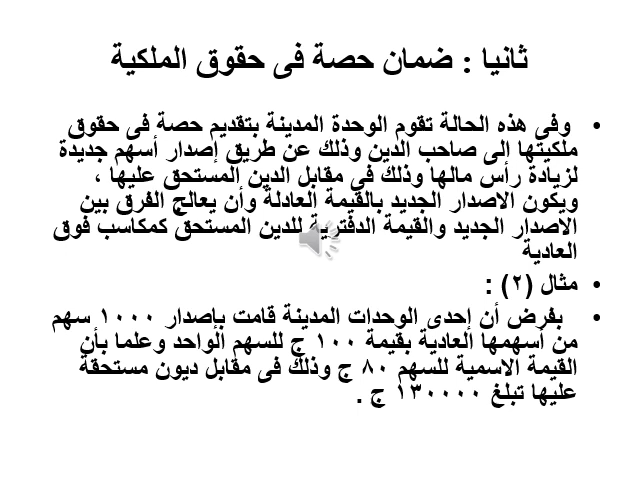 ثانيا : ضمان حصة فى حقوق الملكية
• وفى هذه الحالة تقوم الوحدة المدينة بتقديم حصة فى حقوق
ملكيتها الى صاحب الدين وذلك عن طريق إصدار أسهم جديدة
لزيادة رأس مالها وذلك في مقابل الدين المستحق عليها ،
ويكون الاصدار الجديد بالقيمة العادلة وأن يعالج الفرق بين
الاصدار الجديد والقيمة الدفترية للدين المستحق كمكاسب فوق
العادية
• مثال (٢) :
• بفرض أن إحدى الوحدات المدينة قامت بإصدار ١٠٠٠ سهم
من أسهمها العادية بقيمة ١٠٠ ج للسهم الواحد وعلما بأن
القيمة الاسمية للسهم ٨٠ ج وذلك فى مقابل ديون مستحقة
عليها تبلغ ١٣٠٠٠٠ ج .